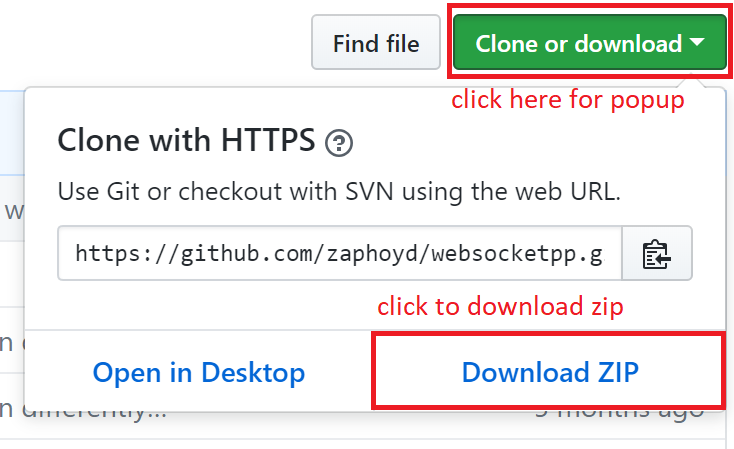 Find file
Clone or download
click here for popup
Clone with HTTPS ?
w
Use Git or checkout with SVN using the web URL.
https://github.com/zaphoyd/websocketpp.g
click to download zip
n
Open in Desktop
Download ZIP
n differently…
9 months ago